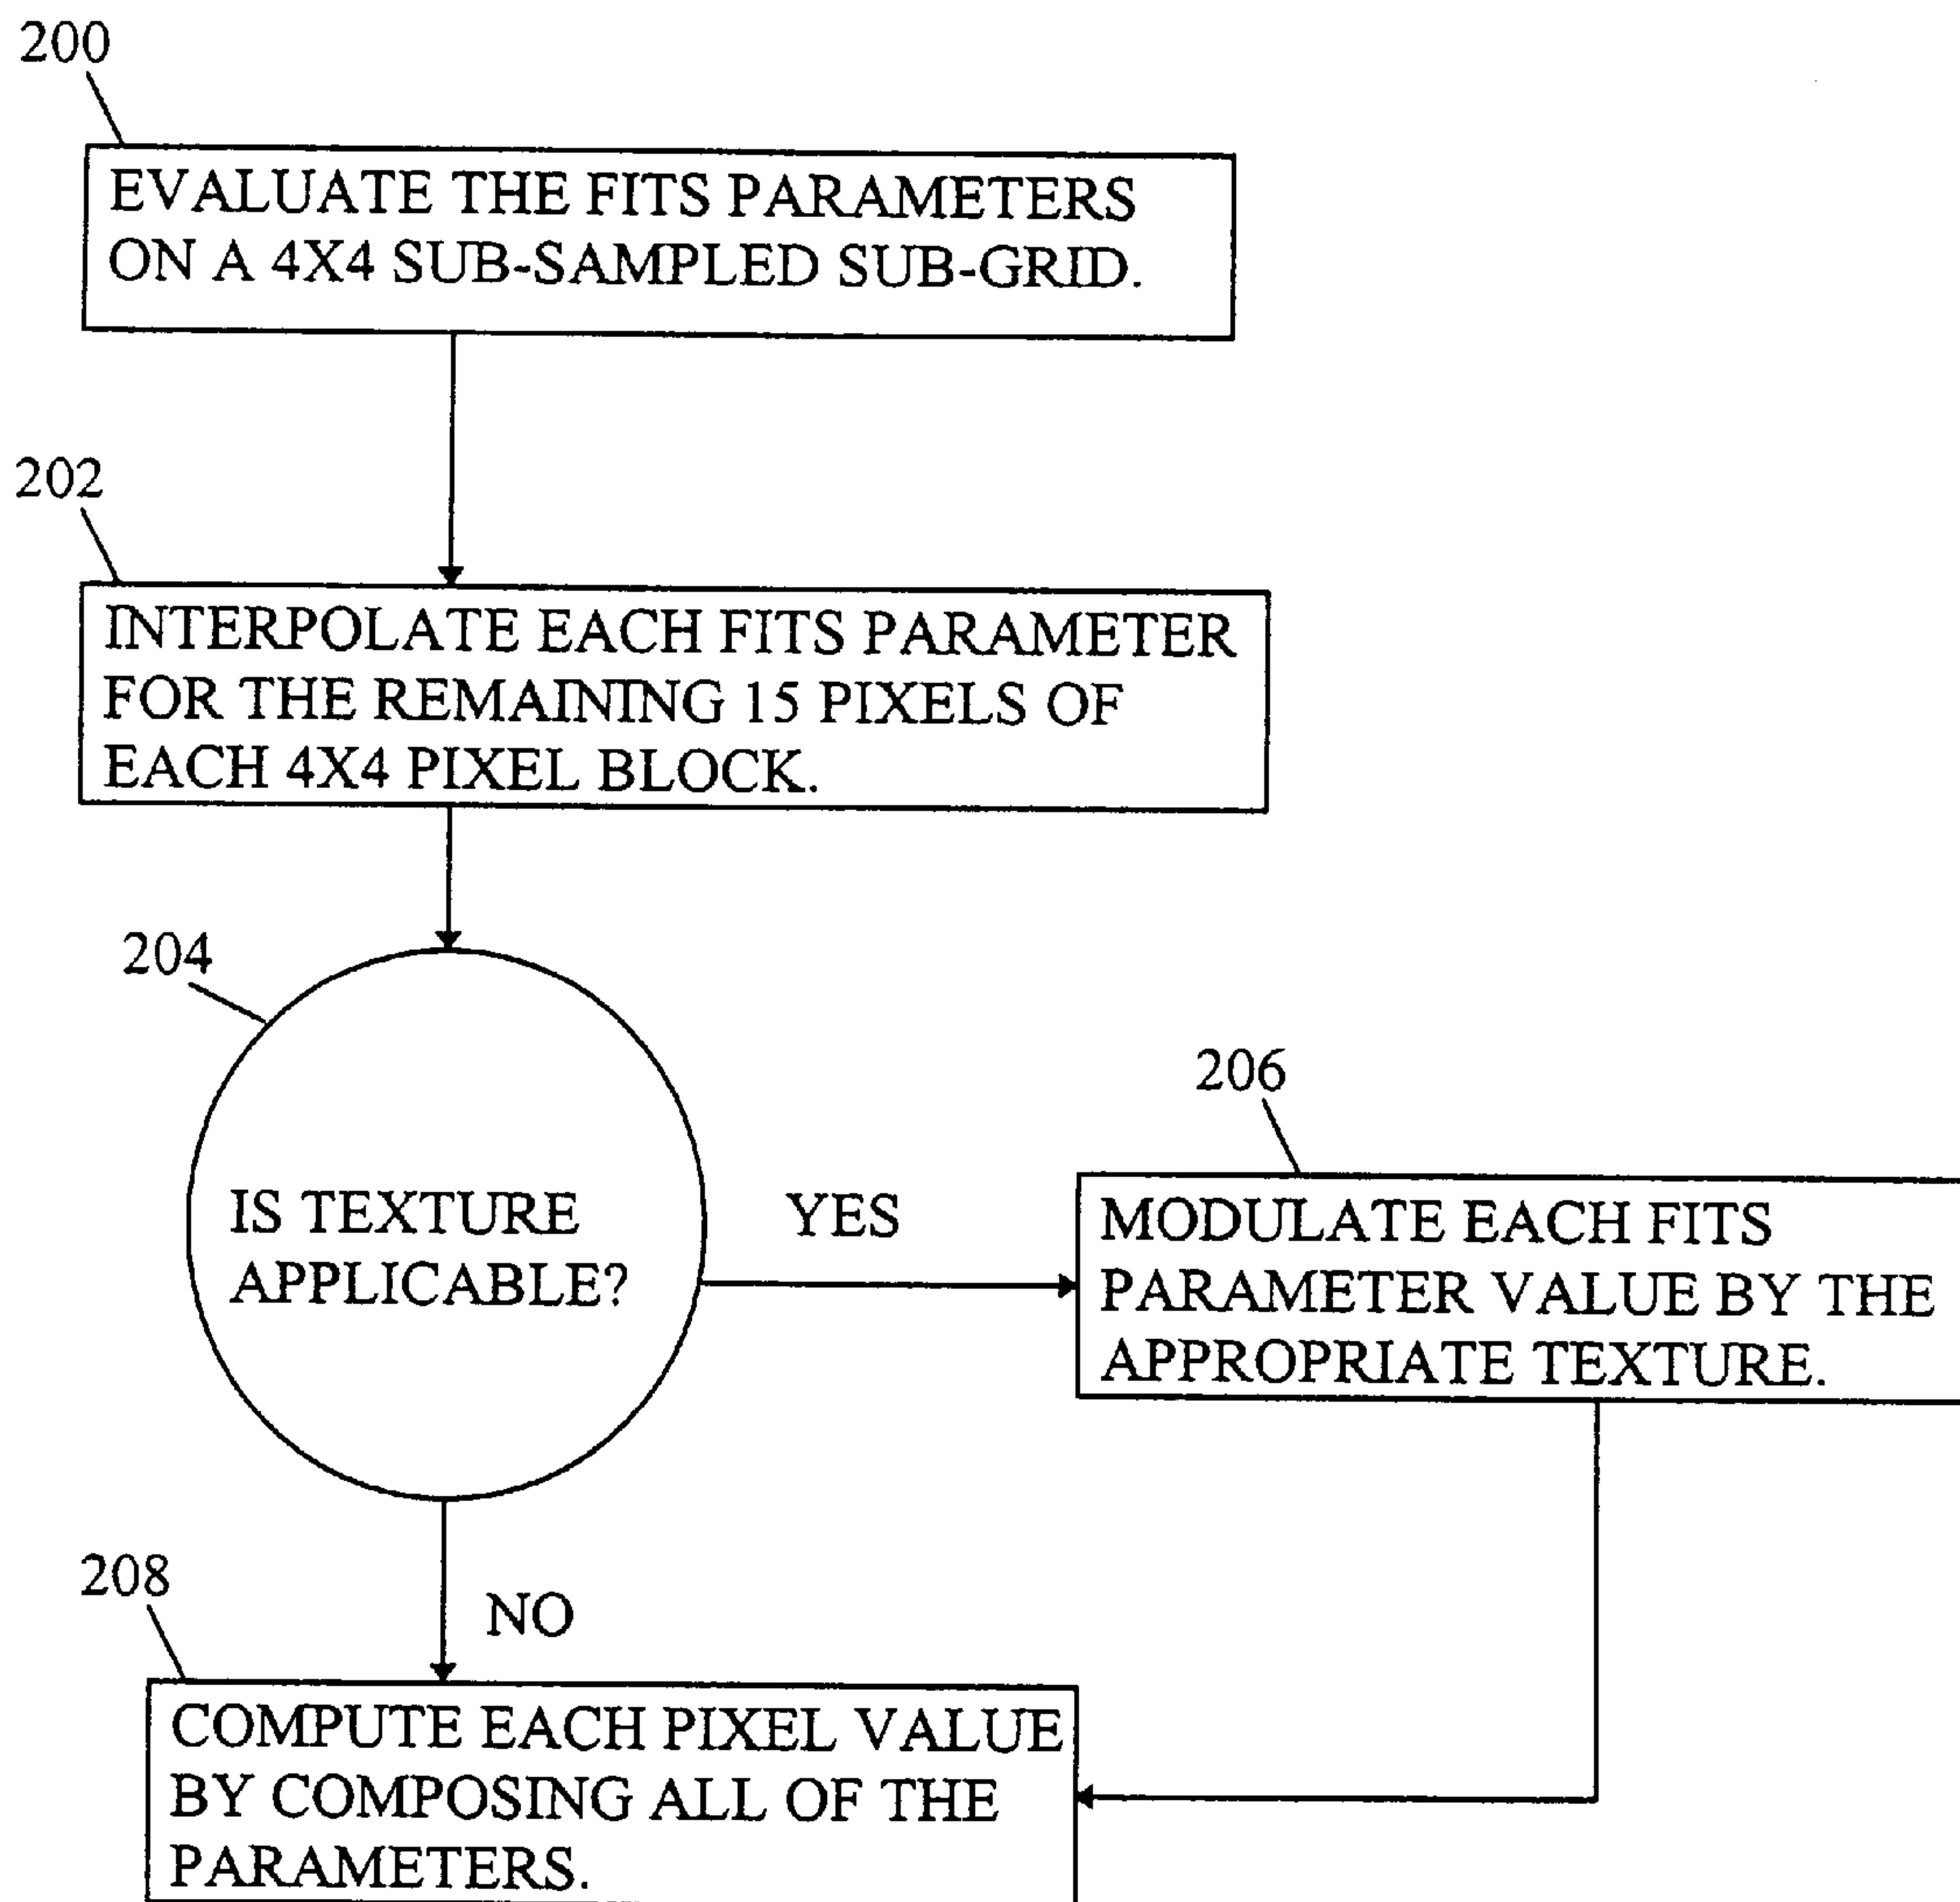 200
EVALUATE THE FITS PARAMETERS
ON A 4X4 SUB-SAMPLED SUB-GRID.
202
INTERPOLATE EACH FITS PARAMETER
FOR THE REMAINING 15 PIXELS OF
EACH 4X4 PIXEL BLOCK.
204
IS TEXTURE
APPLICABLE?
YES
206
MODULATE EACH FITS
PARAMETER VALUE BY THE
APPROPRIATE TEXTURE.
NO
208
COMPUTE EACH PIXEL VALUE
BY COMPOSING ALL OF THE
PARAMETERS.